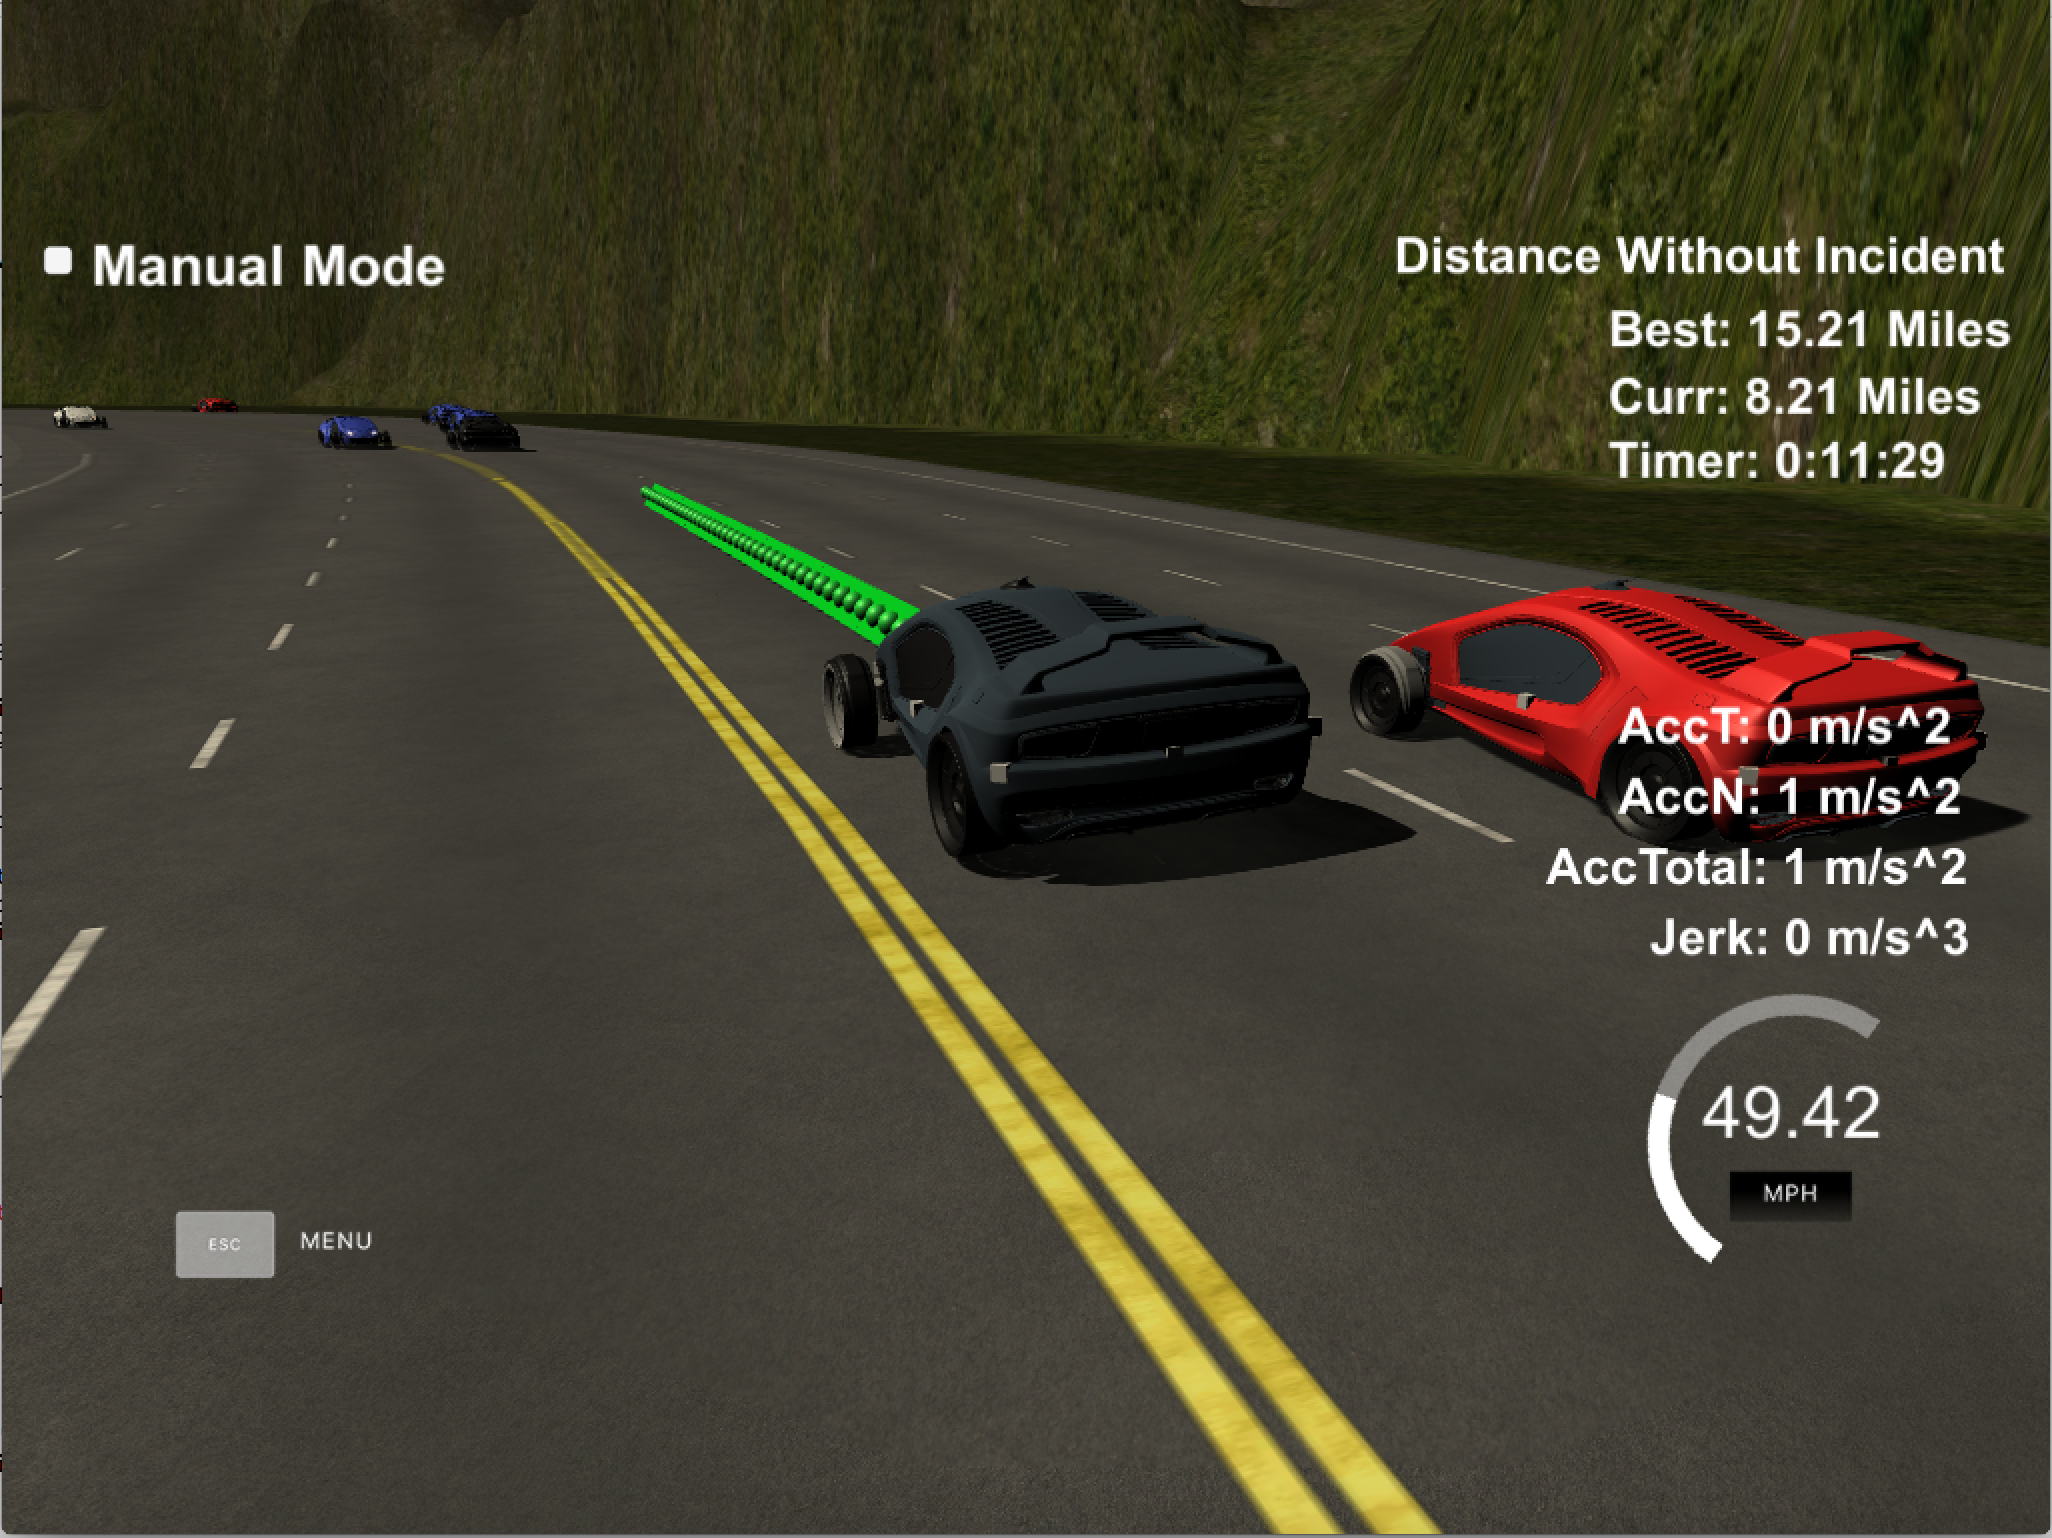 Manual Mode
Distance Without Incident
Best: 15.21 Miles
Curr: 8.21 Miles
Timer: 0:11:29
AccT: 0 m/s^2
AccN: 1 m/s^2
AccTotal: 1 m/s^2
Jerk: 0 m/s^3
49.42
MPH
ESC MENU